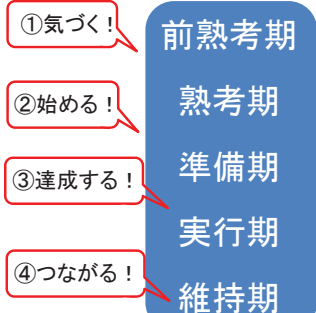 ①気づく！
前熟考期
②始める！
熟考期
準備期
③達成する！
実行期
④つながる！
維持期